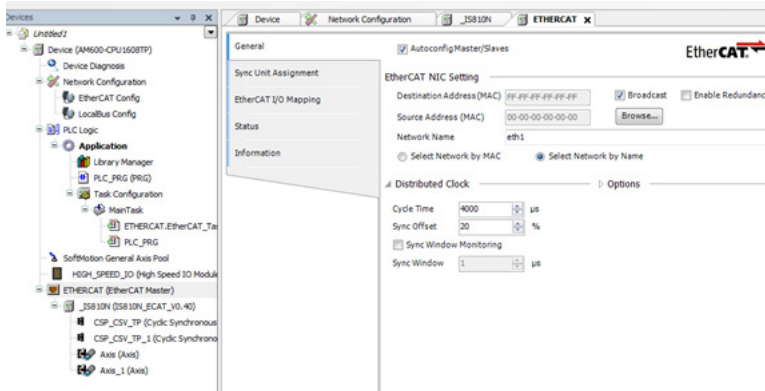 Devices
Device
Network Configuration
_IS810N
ETHERCAT
Untitled1
Device (AM600-CPU1608TP)
Device Diagnosis
Network Configuration
EtherCAT Config
LocalBus Config
PLC Logic
Application
Library Manager
PLC_PRG (PRG)
Task Configuration
MainTask
ETHERCAT.EtherCAT_Ta
PLC_PRG
SoftMotion General Axis Pool
HIGH_SPEED_IO (High Speed IO Module
ETHERCAT (EtherCAT Master)
_IS810N (IS810N_ECAT_V0.40)
CSP_CSV_TP (Cyclic Synchronous
CSP_CSV_TP_1 (Cyclic Synchrono
Axis (Axis)
Axis_1 (Axis)
General
Sync Unit Assignment
EtherCAT I/O Mapping
Status
Information
Autoconfig Master/Slaves
EtherCAT.
EtherCAT NIC Setting
Destination Address (MAC) FF-FF-FF-FF-FF-FF Broadcast Enable Redundanc
Source Address (MAC) 00-00-00-00-00-00 Browse...
Network Name eth1
Select Network by MAC Select Network by Name
Distributed Clock Options
Cycle Time 4000 µs
Sync Offset 20 %
Sync Window Monitoring
Sync Window 1 µs